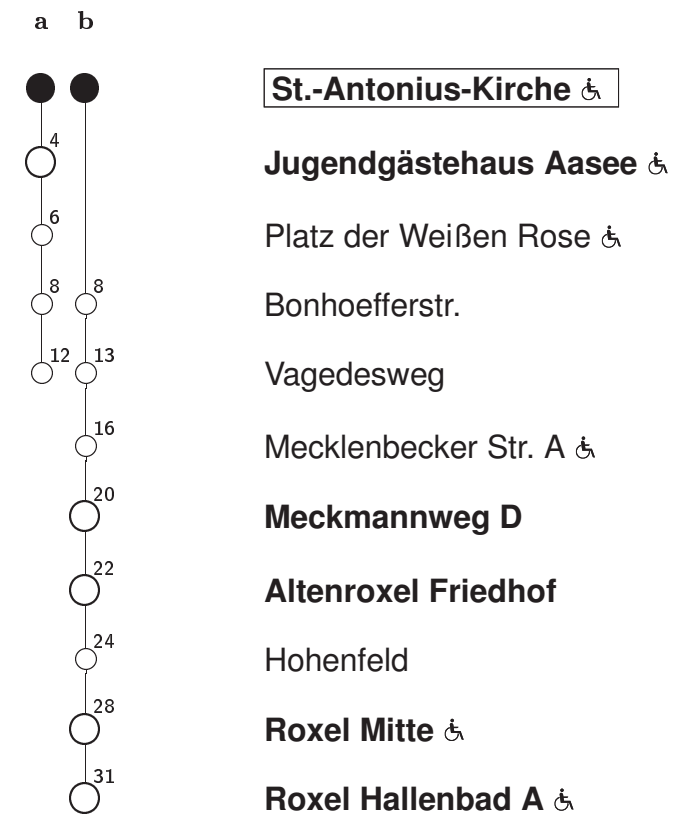 a b
St.-Antonius-Kirche
4 Jugendgästehaus Aasee
6 Platz der Weißen Rose
8 8 Bonhoefferstr.
12 13 Vagedesweg
16 Mecklenbecker Str. A
20 Meckmannweg D
22 Altenroxel Friedhof
24 Hohenfeld
28 Roxel Mitte
31 Roxel Hallenbad A